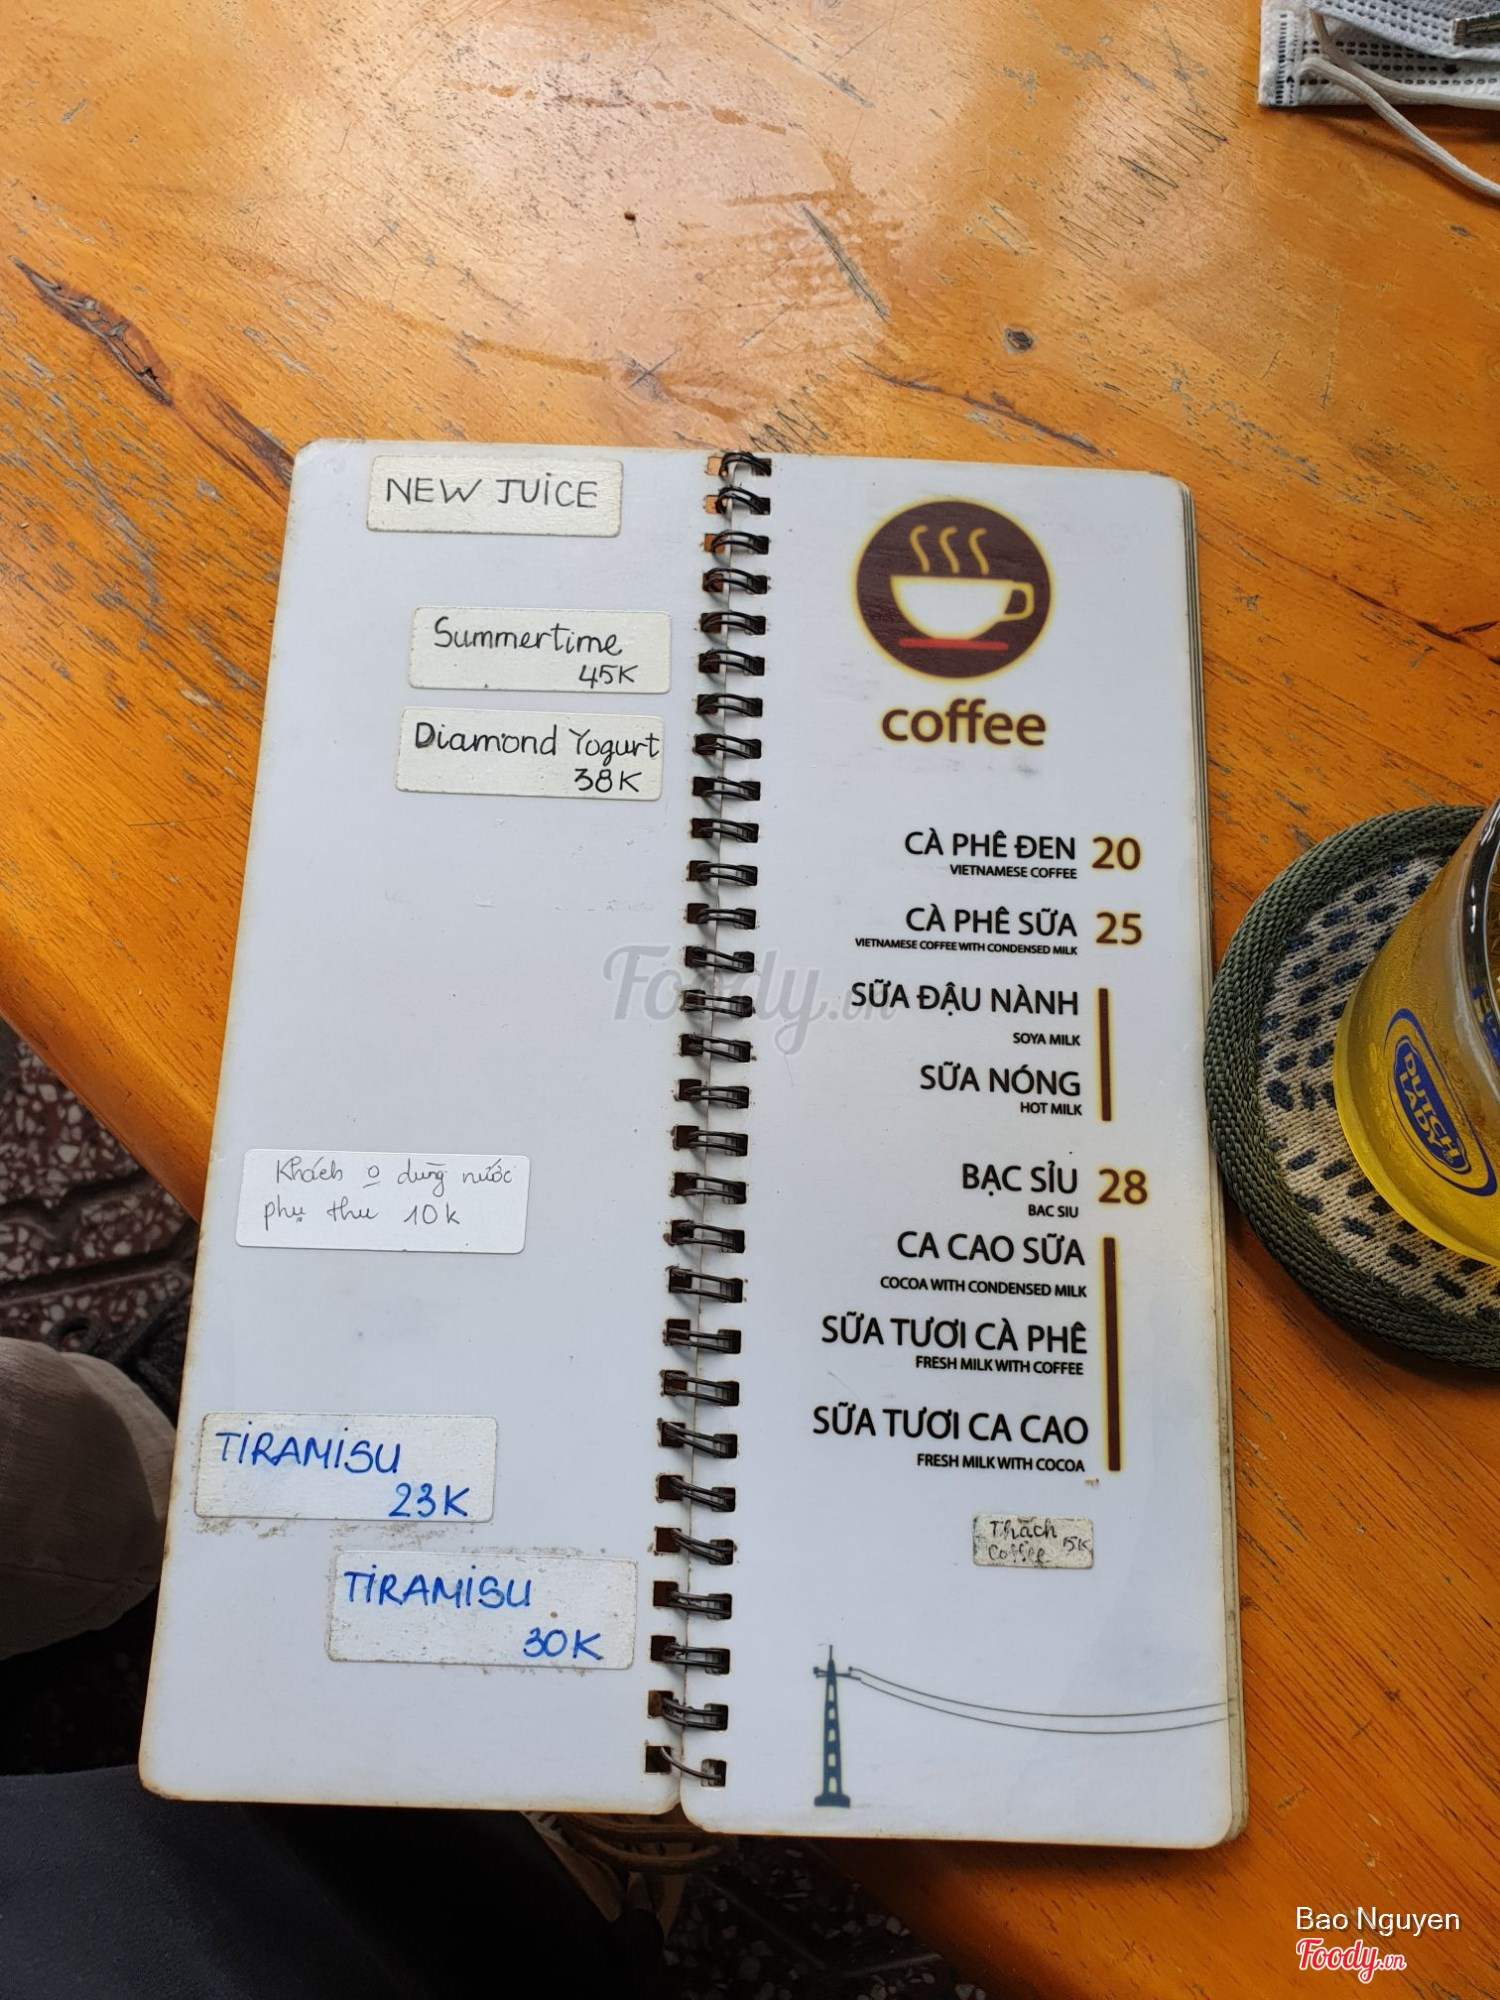 NEW JUICE
Summertime
45K
Diamond Yogurt
38K
Khách o dùng nước
phụ thu 10k
TIRAMISU
23K
TIRAMISU
30K
coffee
CÀ PHÊ ĐEN 20
VIETNAMESE COFFEE
CÀ PHÊ SỮA 25
VIETNAMESE COFFEE WITH CONDENSED MILK
SỮA ĐẬU NÀNH
SOYA MILK
SỮA NÓNG
HOT MILK
BẠC SỈU 28
BAC SIU
CA CAO SỮA
COCOA WITH CONDENSED MILK
SỮA TƯƠI CÀ PHÊ
FRESH MILK WITH COFFEE
SỮA TƯƠI CA CAO
FRESH MILK WITH COCOA
Thạch
Coffee 5K
DUTCH
LADY
Foody.vn
Bao Nguyen
Foody.vn